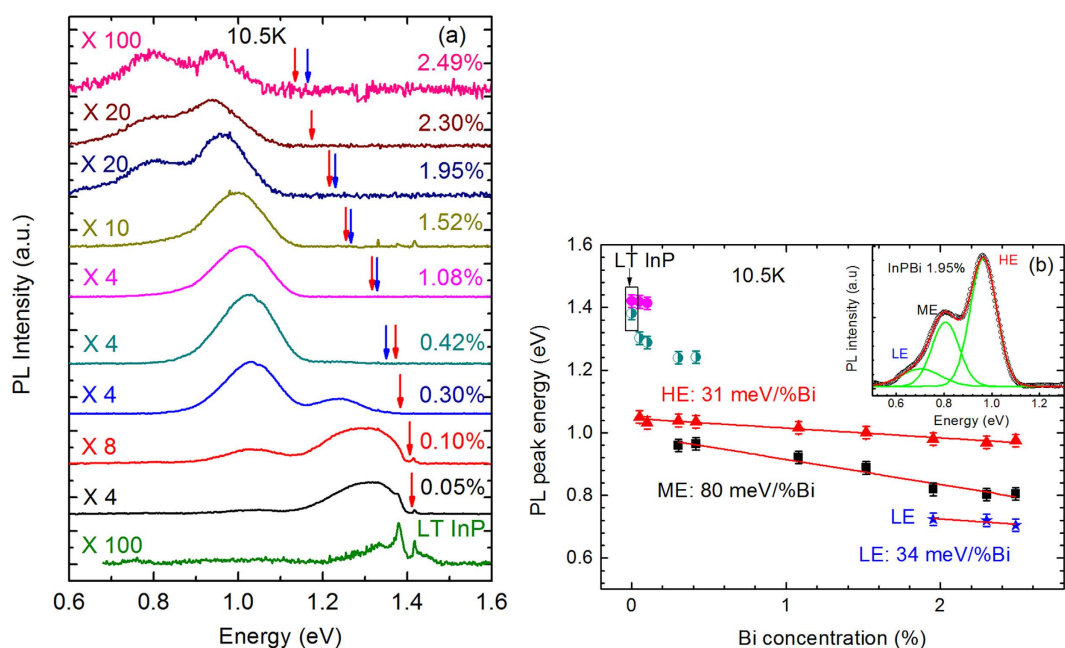 (a)
10.5K
X 100
2.49%
X 20
2.30%
X 20
1.95%
X 10
1.52%
X 4
1.08%
X 4
0.42%
X 4
0.30%
X 8
0.10%
X 4
0.05%
LT InP
X 100
PL Intensity (a.u.)
0.6 0.8 1.0 1.2 1.4 1.6
Energy (eV)
1.6
1.4
1.2
1.0
0.8
0.6
PL peak energy (eV)
LT InP
10.5K
(b)
HE
InPBi 1.95%
ME
LE
PL Intensity (a.u)
0.6 0.8 1.0 1.2
Energy (eV)
HE: 31 meV/%Bi
ME: 80 meV/%Bi
LE
LE: 34 meV/%Bi
0 1 2
Bi concentration (%)